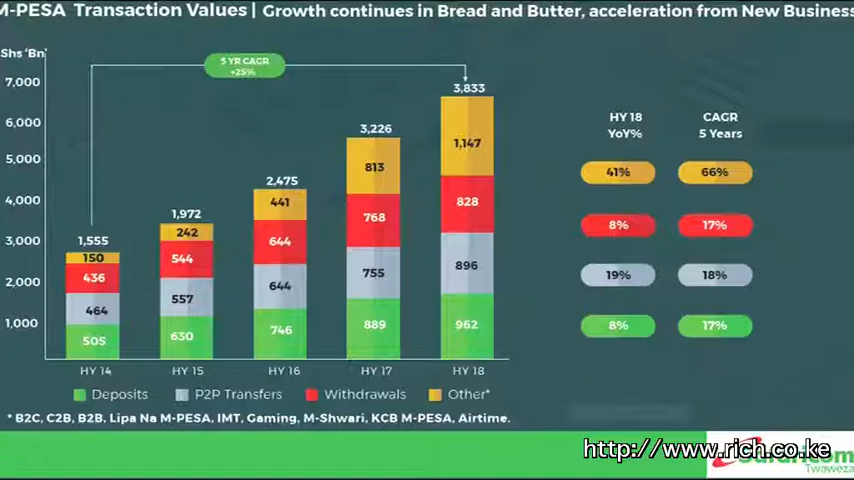 M-PESA Transaction Values | Growth continues in Bread and Butter, acceleration from New Business
Shs 'Bn'
7,000
6,000
5,000
4,000
3,000
2,000
1,000
5 YR CAGR
+25%
1,555
150
436
464
505
1,972
242
544
557
630
2,475
441
644
644
746
3,226
813
768
755
889
3,833
1,147
828
896
962
HY 14
HY 15
HY 16
HY 17
HY 18
HY 18
YoY%
CAGR
5 Years
41%
66%
8%
17%
19%
18%
8%
17%
Deposits
P2P Transfers
Withdrawals
Other*
* B2C, C2B, B2B, Lipa Na M-PESA, IMT, Gaming, M-Shwari, KCB M-PESA, Airtime.
http://www.rich.co.ke
Safaricom
Twaweza